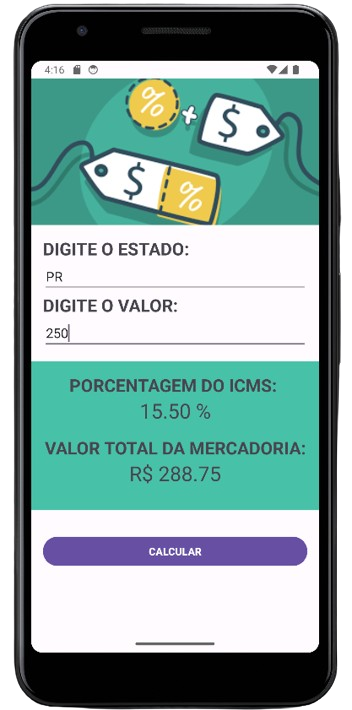 4:16
%
$
$
%
DIGITE O ESTADO:
PR
DIGITE O VALOR:
250
PORCENTAGEM DO ICMS:
15.50 %
VALOR TOTAL DA MERCADORIA:
R$ 288.75
CALCULAR